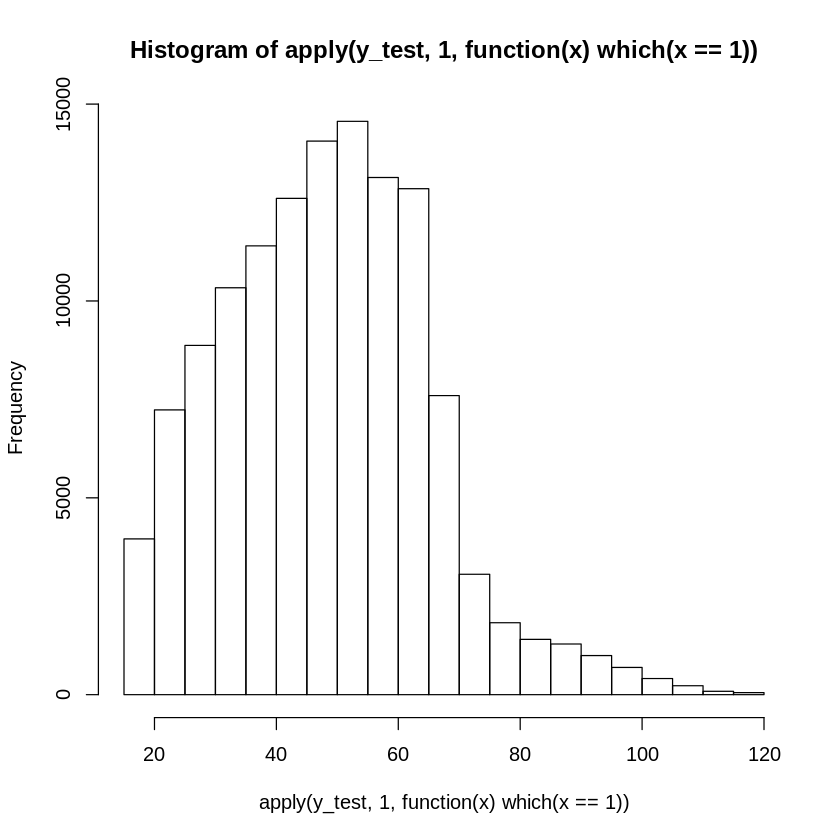 Histogram of apply(y_test, 1, function(x) which(x == 1))
15000
10000
5000
0
Frequency
20 40 60 80 100 120
apply(y_test, 1, function(x) which(x == 1))